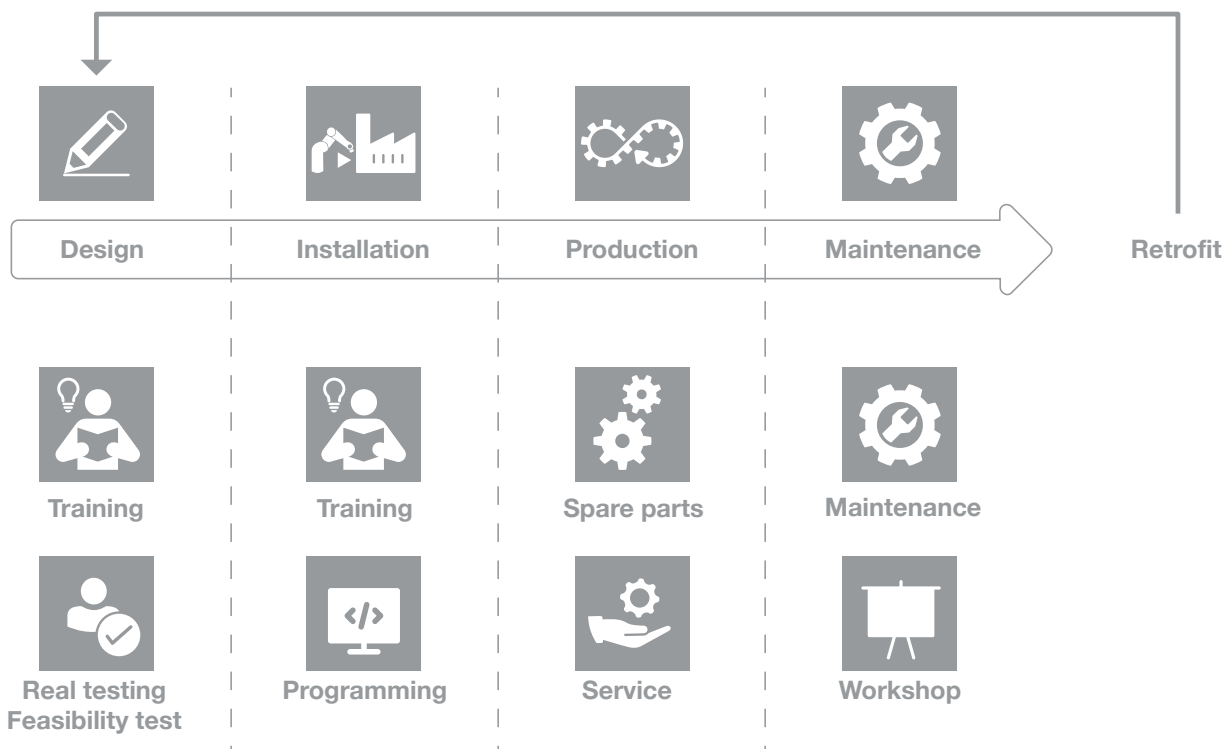 Design
Installation
Production
Maintenance
Retrofit
Training
Training
Spare parts
Maintenance
Real testing
Feasibility test
Programming
Service
Workshop